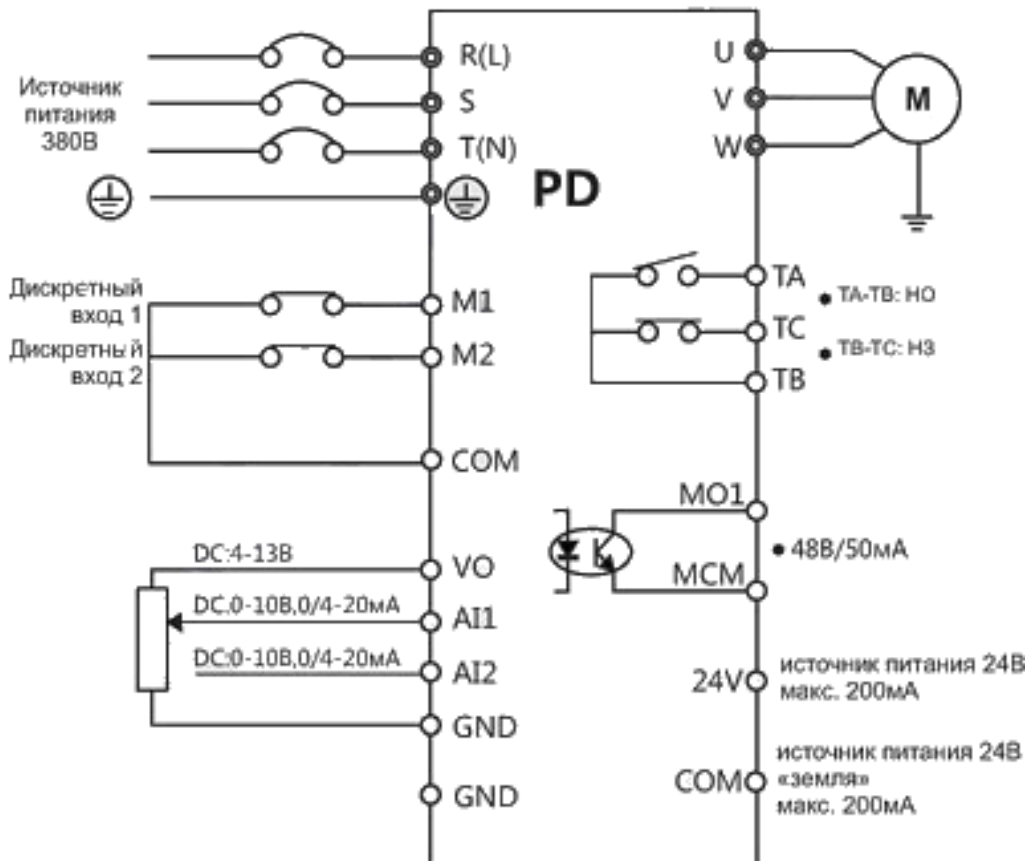 Источник
питания
380В
R(L)
S
T(N)
PD
U
V
W
M
Дискретный
вход 1
Дискретный
вход 2
M1
M2
COM
TA
TC
TB
• TA-TB: НО
• TB-TC: НЗ
DC:4-13В
DC.0-10В,0/4-20мА
DC:0-10В,0/4-20мА
VO
AI1
AI2
GND
GND
MO1
MCM
• 48В/50мА
24V
источник питания 24В
макс. 200мА
COM
источник питания 24В
«земля»
макс. 200мА